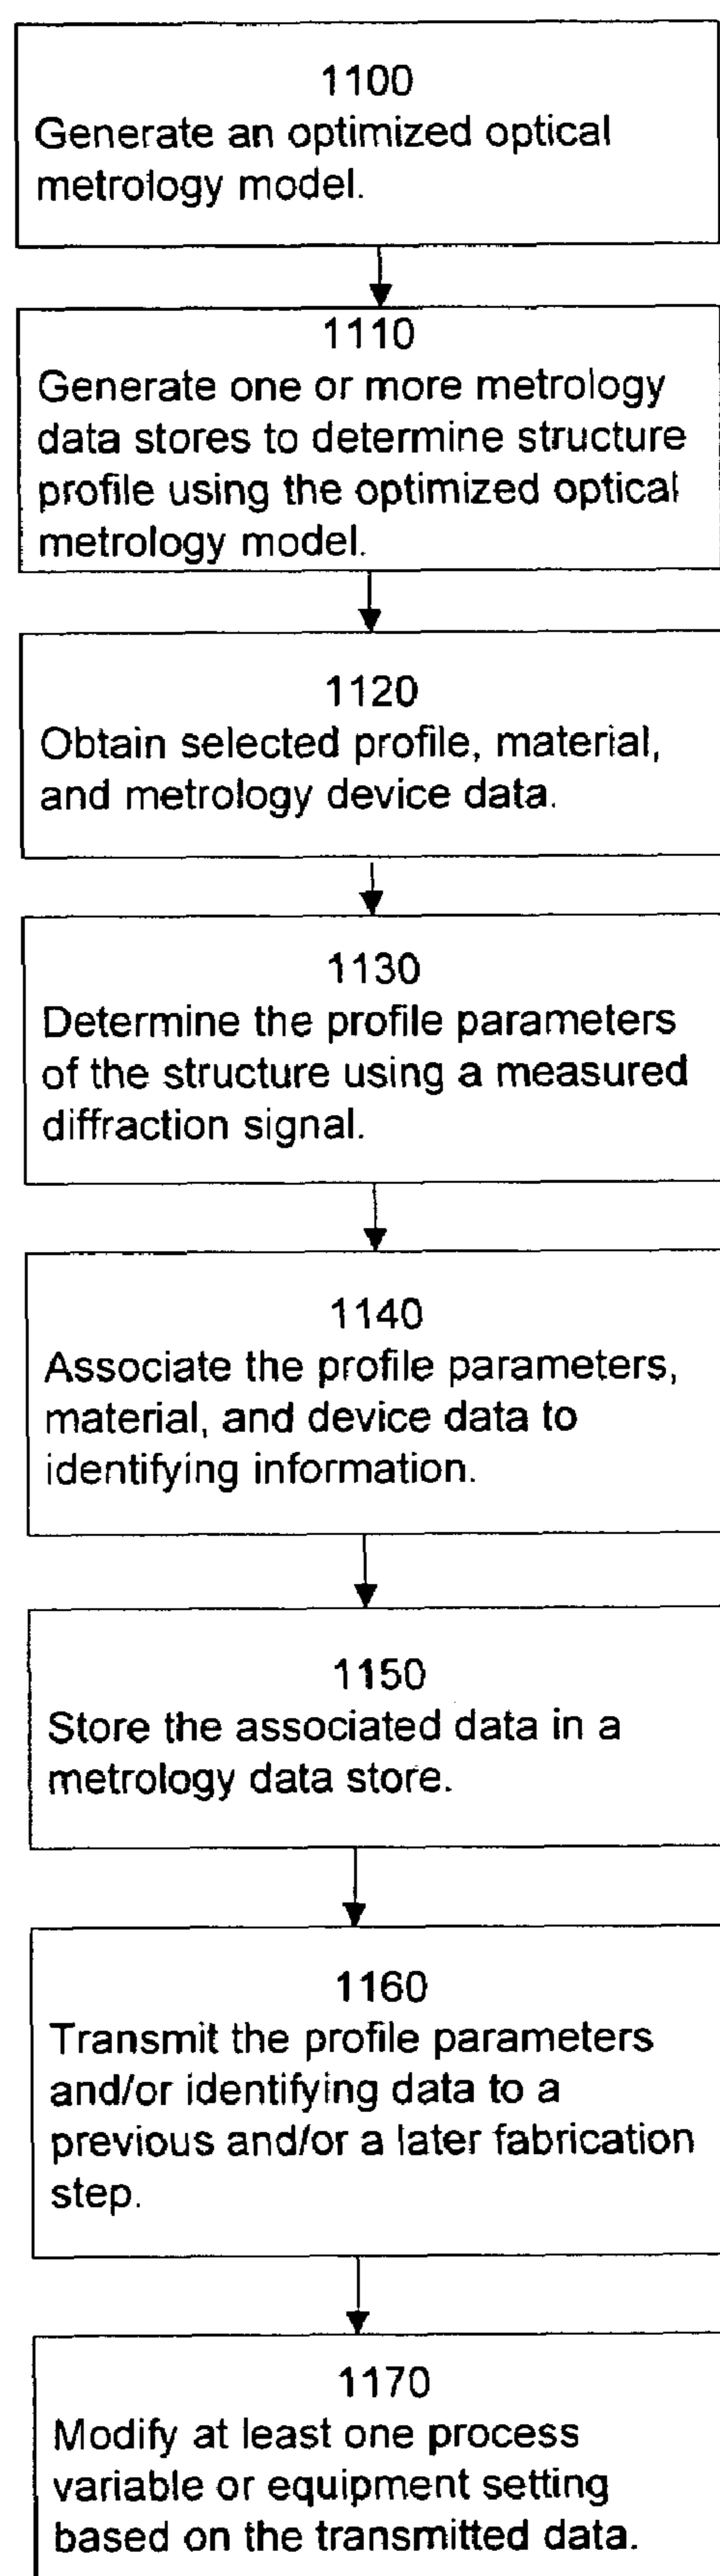 1100
Generate an optimized optical
metrology model.
1110
Generate one or more metrology
data stores to determine structure
profile using the optimized optical
metrology model.
1120
Obtain selected profile, material,
and metrology device data.
1130
Determine the profile parameters
of the structure using a measured
diffraction signal.
1140
Associate the profile parameters,
material, and device data to
identifying information.
1150
Store the associated data in a
metrology data store.
1160
Transmit the profile parameters
and/or identifying data to a
previous and/or a later fabrication
step.
1170
Modify at least one process
variable or equipment setting
based on the transmitted data.